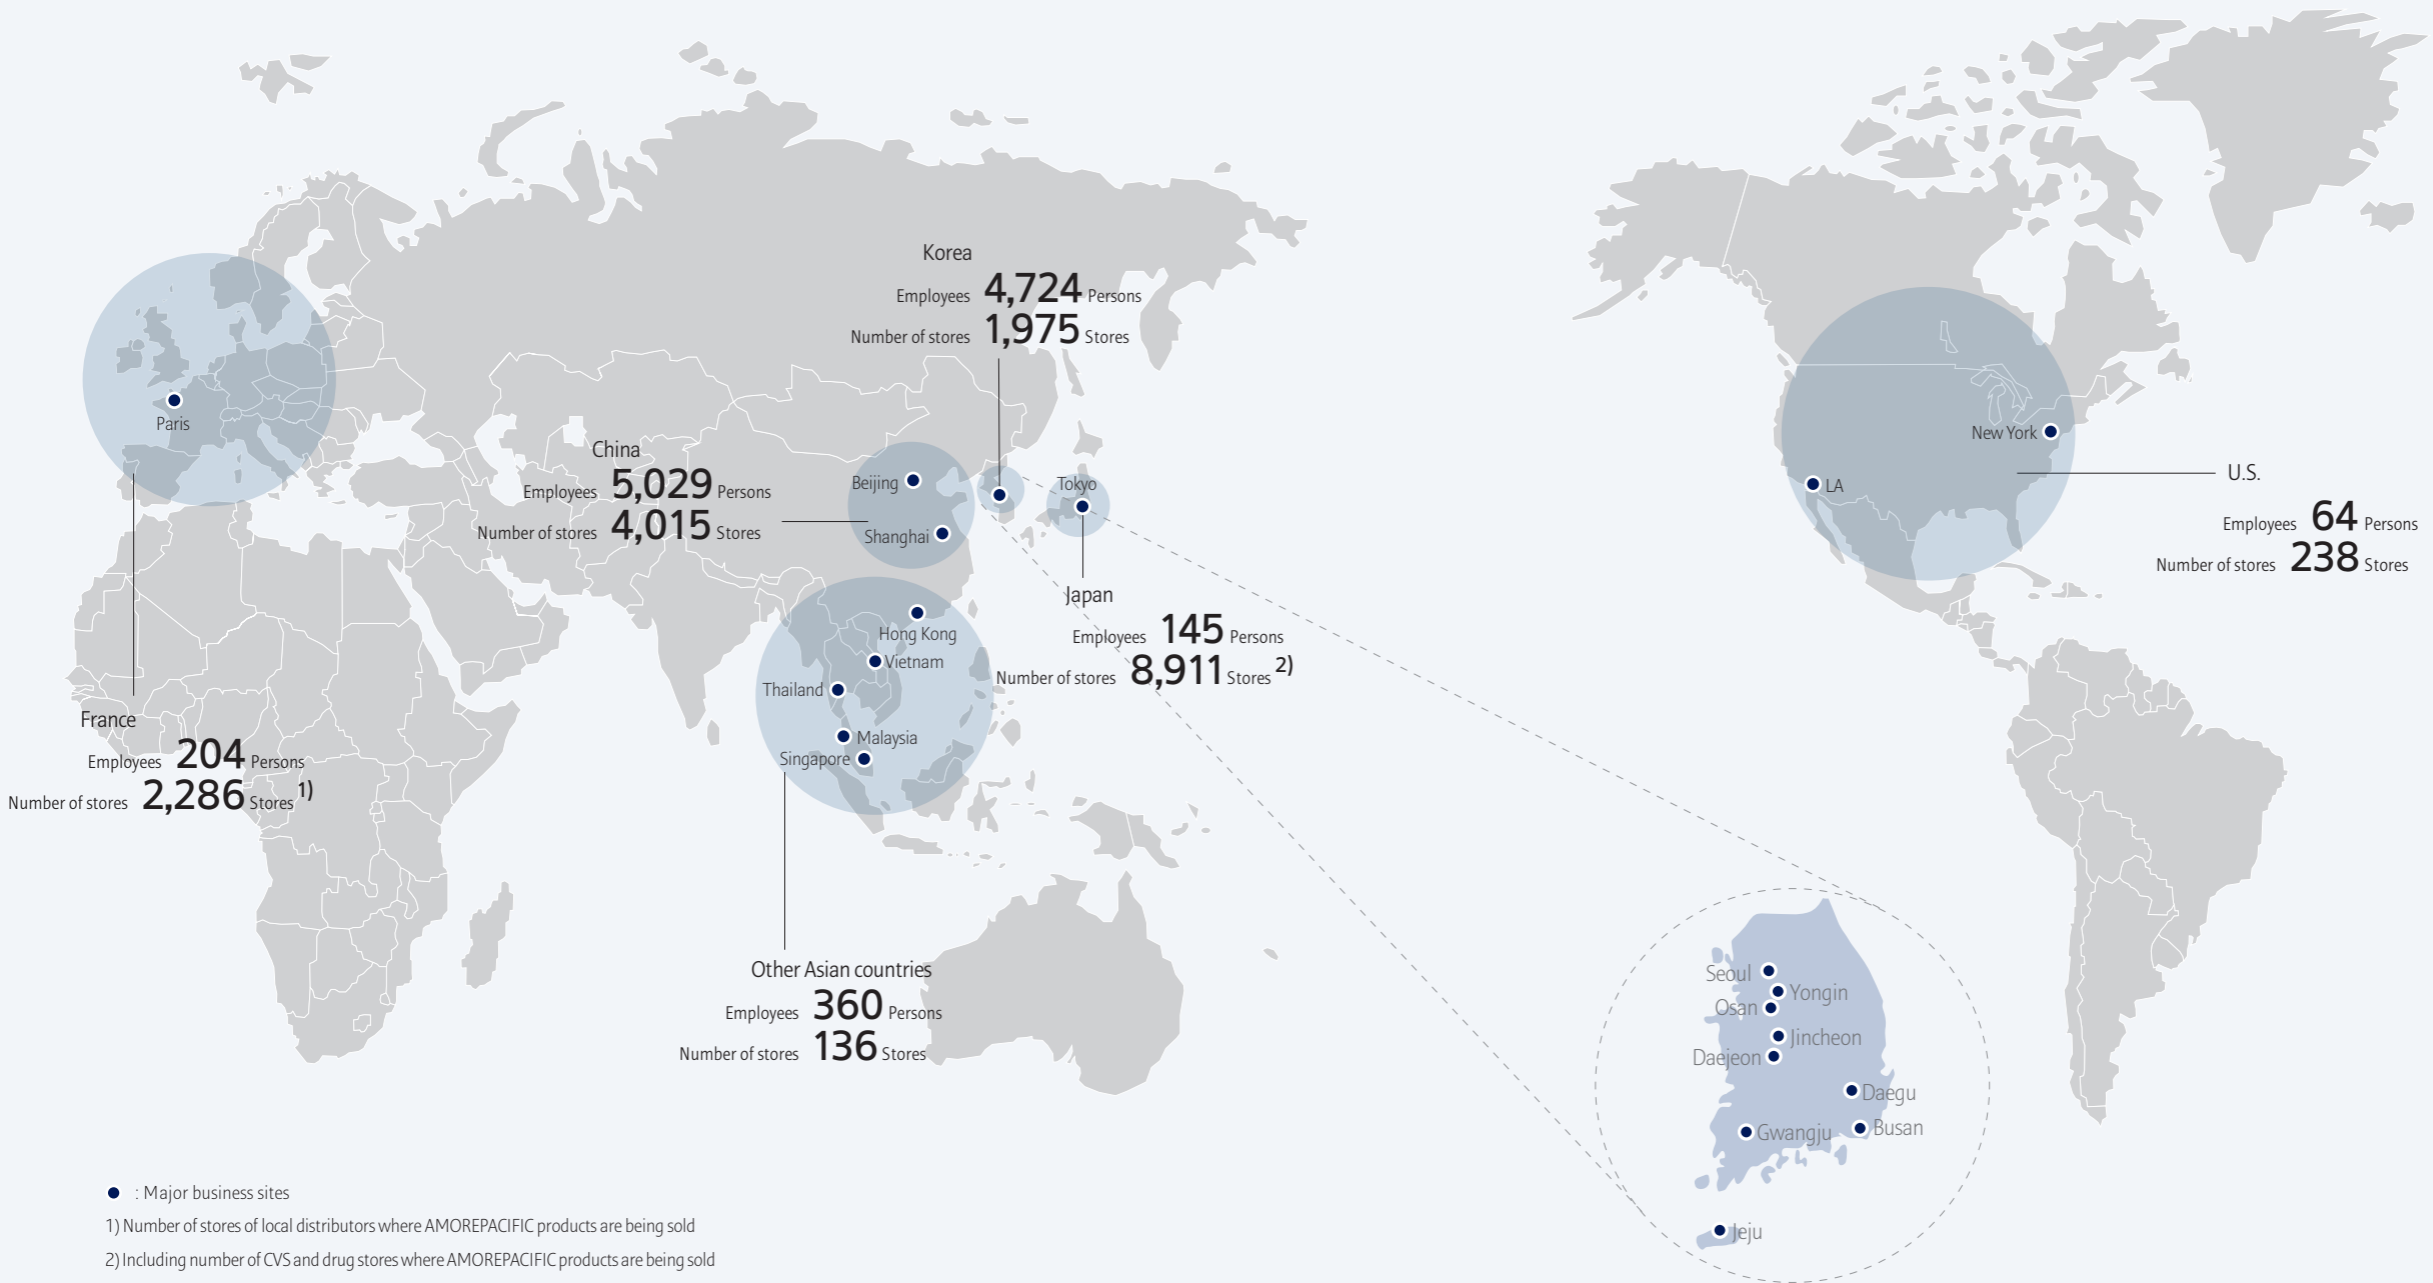 Korea
Employees 4,724 Persons
Number of stores 1,975 Stores
Paris
China
Employees 5,029 Persons
Number of stores 4,015 Stores
Beijing
Shanghai
Tokyo
Japan
Employees 145 Persons
Number of stores 8,911 Stores 2)
New York
LA
U.S.
Employees 64 Persons
Number of stores 238 Stores
Hong Kong
Vietnam
Thailand
Malaysia
Singapore
France
Employees 204 Persons
Number of stores 2,286 Stores 1)
Other Asian countries
Employees 360 Persons
Number of stores 136 Stores
Seoul
Yongin
Osan
Jincheon
Daejeon
Daegu
Gwangju
Busan
Jeju
: Major business sites
1) Number of stores of local distributors where AMOREPACIFIC products are being sold
2) Including number of CVS and drug stores where AMOREPACIFIC products are being sold